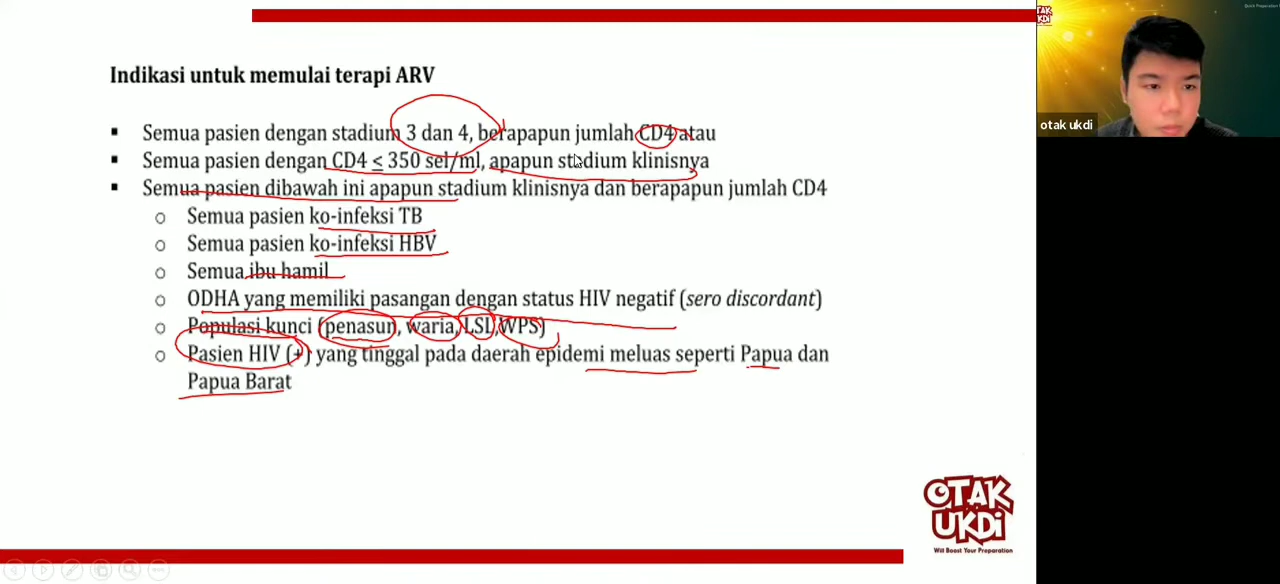 Indikasi untuk memulai terapi ARV
▪ Semua pasien dengan stadium 3 dan 4, berapapun jumlah CD4 atau
▪ Semua pasien dengan CD4 ≤ 350 sel/ml, apapun stadium klinisnya
▪ Semua pasien dibawah ini apapun stadium klinisnya dan berapapun jumlah CD4
o Semua pasien ko-infeksi TB
o Semua pasien ko-infeksi HBV
o Semua ibu hamil
o ODHA yang memiliki pasangan dengan status HIV negatif (sero discordant)
o Populasi kunci (penasun, waria, LSL, WPS)
o Pasien HIV (+) yang tinggal pada daerah epidemi meluas seperti Papua dan
Papua Barat
OTAK
UKDI
otak ukdi
OTAK
UKDi
Will Boost Your Preparation